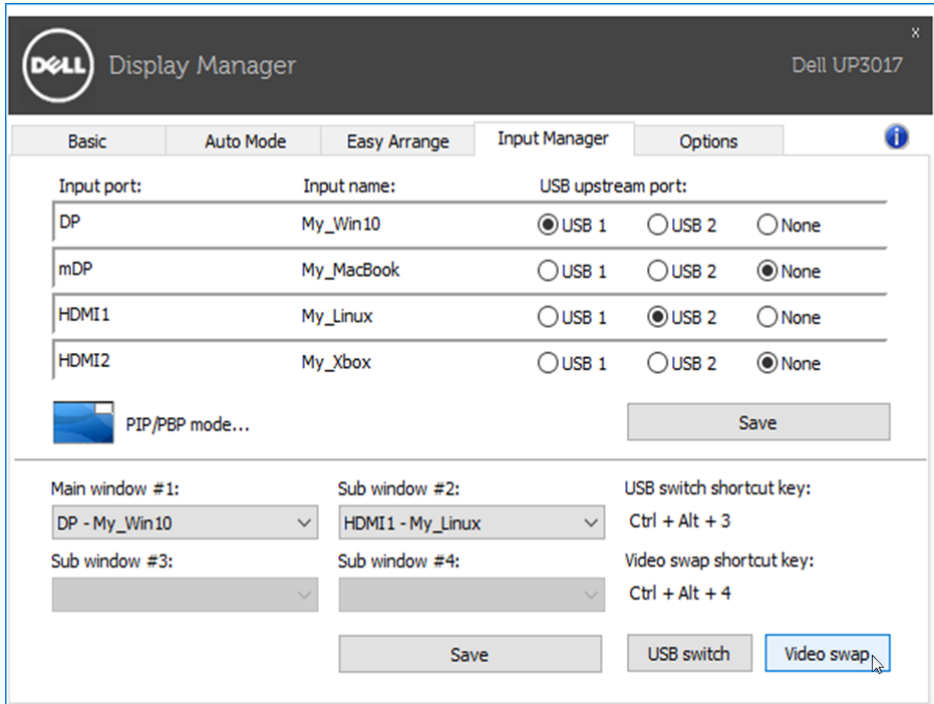 x
DELL Display Manager Dell UP3017
Basic Auto Mode Easy Arrange Input Manager Options i
Input port: Input name: USB upstream port:
DP My_Win10 USB 1 USB 2 None
mDP My_MacBook USB 1 USB 2 None
HDMI1 My_Linux USB 1 USB 2 None
HDMI2 My_Xbox USB 1 USB 2 None
PIP/PBP mode... Save
Main window #1: Sub window #2: USB switch shortcut key:
DP - My_Win10 HDMI1 - My_Linux Ctrl + Alt + 3
Sub window #3: Sub window #4: Video swap shortcut key:
Ctrl + Alt + 4
Save USB switch Video swap